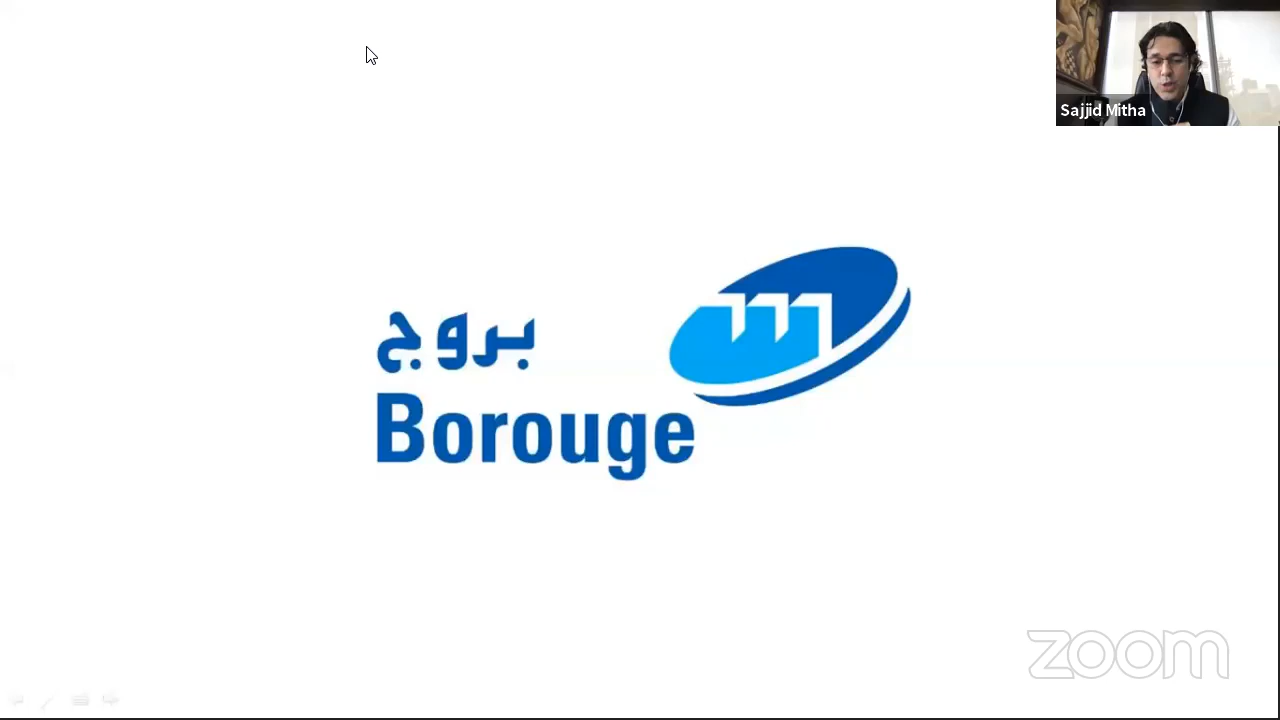 Sajjid Mitha
بروج
Borouge
zoom